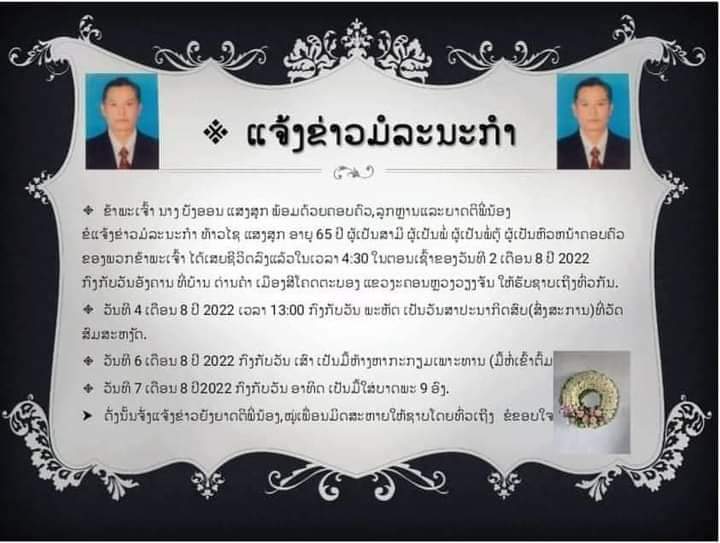 ແຈ້ງຂ່າວມໍລະນະກຳ
ຂ້າພະເຈົ້າ ນາງ ບັງອອນ ແສງສຸກ ພ້ອມດ້ວຍຄອບຄົວ,ລູກຫຼານແລະຍາດຕິພີ່ນ້ອງ
ຂໍແຈ້ງຂ່າວມໍລະນະກຳ ທ້າວໄຊ ແສງສຸກ ອາຍຸ 65 ປີ ຜູ້ເປັນສາມີ ຜູ້ເປັນພໍ່ ຜູ້ເປັນພໍ່ຕູ້ ຜູ້ເປັນຫົວຫນ້າຄອບຄົວ
ຂອງພວກຂ້າພະເຈົ້າ ໄດ້ເສຍຊີວິດລົງແລ້ວໃນເວລາ 4:30 ໃນຕອນເຊົ້າຂອງວັນທີ 2 ເດືອນ 8 ປີ 2022
ກົງກັບວັນອັງຄານ ທີ່ບ້ານ ດ່ານຄຳ ເມືອງສີໂຄດຕະບອງ ແຂວງນະຄອນຫຼວງວຽງຈັນ ໃຫ້ຮັບຊາບເຖິງທົ່ວກັນ.
ວັນທີ 4 ເດືອນ 8 ປີ 2022 ເວລາ 13:00 ກົງກັບວັນ ພະຫັດ ເປັນວັນສາປະນາກິດສົບ(ສົ່ງສະການ)ທີ່ວັດ
ສົມສະຫງັດ.
ວັນທີ 6 ເດືອນ 8 ປີ 2022 ກົງກັບວັນ ເສົາ ເປັນມື້ຫ້າງຫາກະກຽມເພາະທານ (ມື້ຫໍ່ເຂົ້າຕົ້ມ
ວັນທີ 7 ເດືອນ 8 ປີ2022 ກົງກັບວັນ ອາທິດ ເປັນມື້ໃສ່ບາດພະ 9 ອົງ.
ດັ່ງນັ້ນຈຶ່ງແຈ້ງຂ່າວຍັງຍາດຕິພີ່ນ້ອງ,ໝູ່ເພື່ອນມິດສະຫາຍໃຫ້ຊາບໂດຍທົ່ວເຖິງ ຂໍຂອບໃຈ